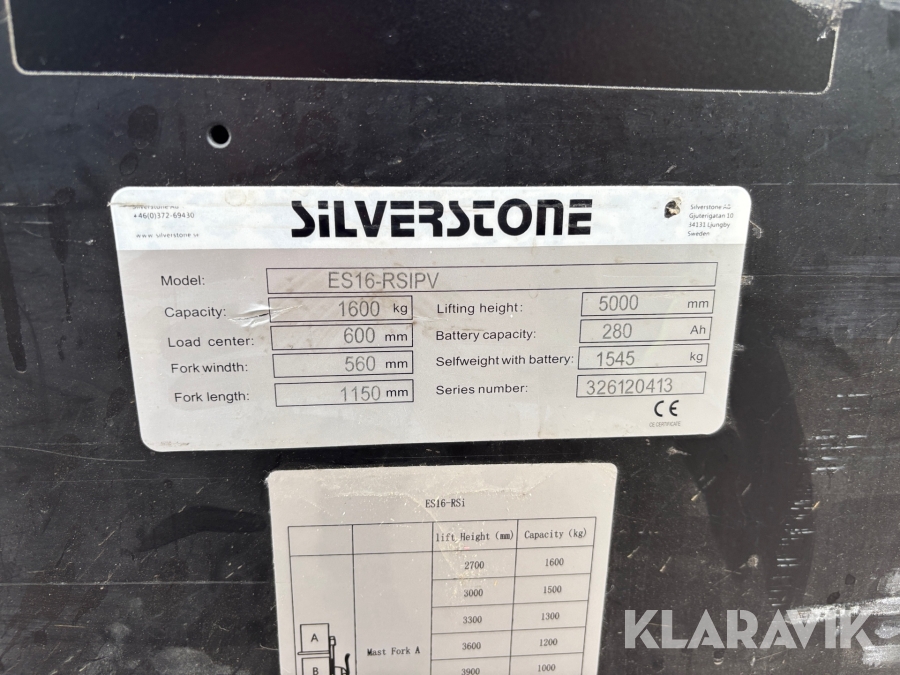 Silverstone AB
+46(0)372-69430
www.silverstone.se
SILVERSTONE
Silverstone AB
Gjuterigatan 10
34131 Ljungby
Sweden
Model: ES16-RSIPV
Capacity: 1600 kg
Lifting height: 5000 mm
Load center: 600 mm
Battery capacity: 280 Ah
Fork windth: 560 mm
Selfweight with battery: 1545 kg
Fork length: 1150 mm
Series number: 326120413
CE
CE CERTIFICATE
ES16-RSi
lift Height (mm) Capacity (kg)
2700 1600
3000 1500
3300 1300
A
Mast Fork A
3600 1200
B
3900 1000
KLARAVIK